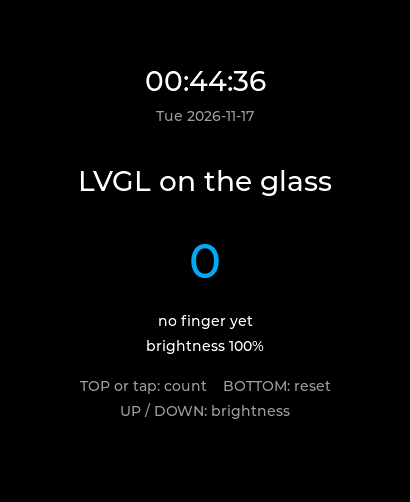 00:44:36
Tue 2026-11-17
LVGL on the glass
0
no finger yet
brightness 100%
TOP or tap: count    BOTTOM: reset
UP / DOWN: brightness